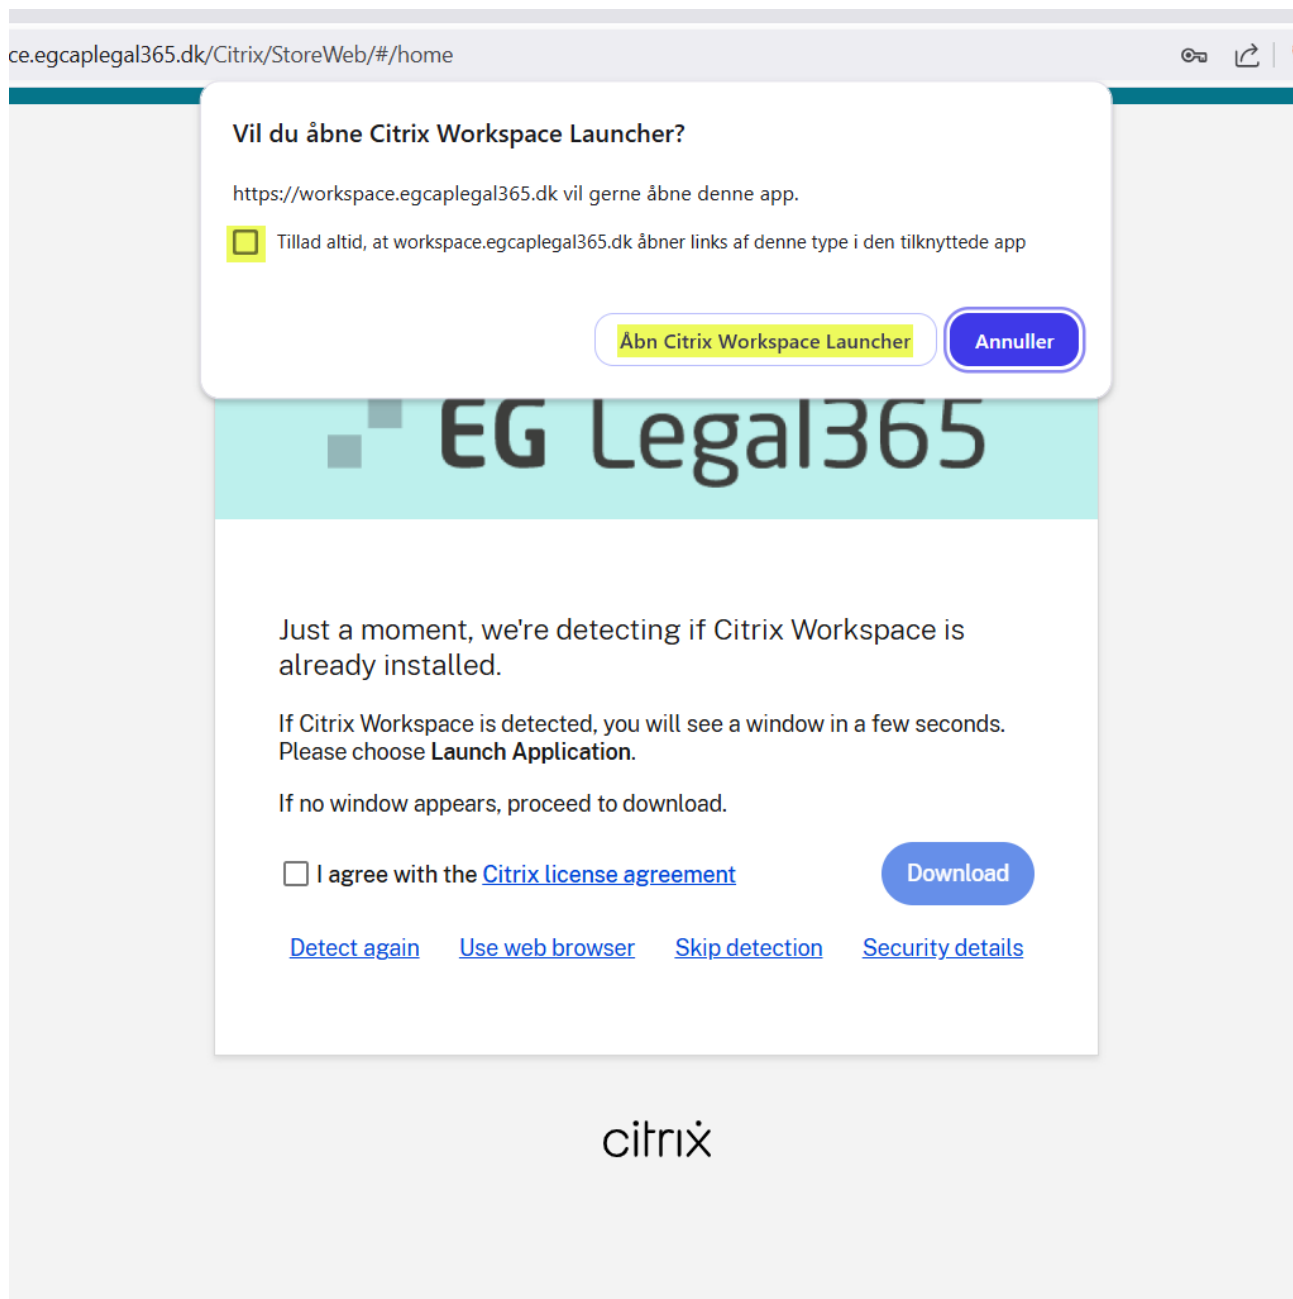 ce.egcaplegal365.dk/Citrix/StoreWeb/#/home
Vil du åbne Citrix Workspace Launcher?
https://workspace.egcaplegal365.dk vil gerne åbne denne app.
Tillad altid, at workspace.egcaplegal365.dk åbner links af denne type i den tilknyttede app
Åbn Citrix Workspace Launcher
Annuller
EG Legal365
Just a moment, we're detecting if Citrix Workspace is
already installed.
If Citrix Workspace is detected, you will see a window in a few seconds.
Please choose Launch Application.
If no window appears, proceed to download.
I agree with the Citrix license agreement
Download
Detect again Use web browser Skip detection Security details
citrix